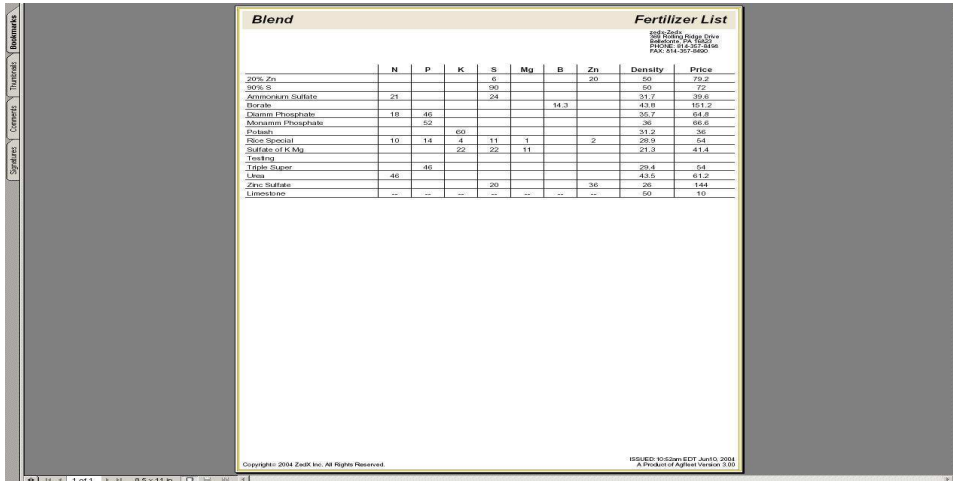 Blend Fertilizer List
zedx-Zedx
369 Rolling Ridge Drive
Bellefonte, PA 16823
PHONE: 814-357-8498
FAX: 814-357-8490
N P K S Mg B Zn Density Price
20% Zn 6 20 50 79.2
90% S 90 50 72
Ammonium Sulfate 21 24 31.7 39.6
Borate 14.3 43.8 151.2
Diamm Phosphate 18 46 35.7 64.8
Monamm Phosphate 52 36 66.6
Potash 60 31.2 36
Rice Special 10 14 4 11 1 2 28.9 54
Sulfate of K Mg 22 22 11 21.3 41.4
Testing
Triple Super 46 29.4 54
Urea 46 43.5 61.2
Zinc Sulfate 20 36 26 144
Limestone -- -- -- -- -- -- -- 50 10
ISSUED: 10:52am EDT Jun10, 2004
Copyright© 2004 ZedX Inc. All Rights Reserved. A Product of Agfleet Version 3.00
Bookmarks
Thumbnails
Comments
Signatures
1 of 1 8.5 x 11 in